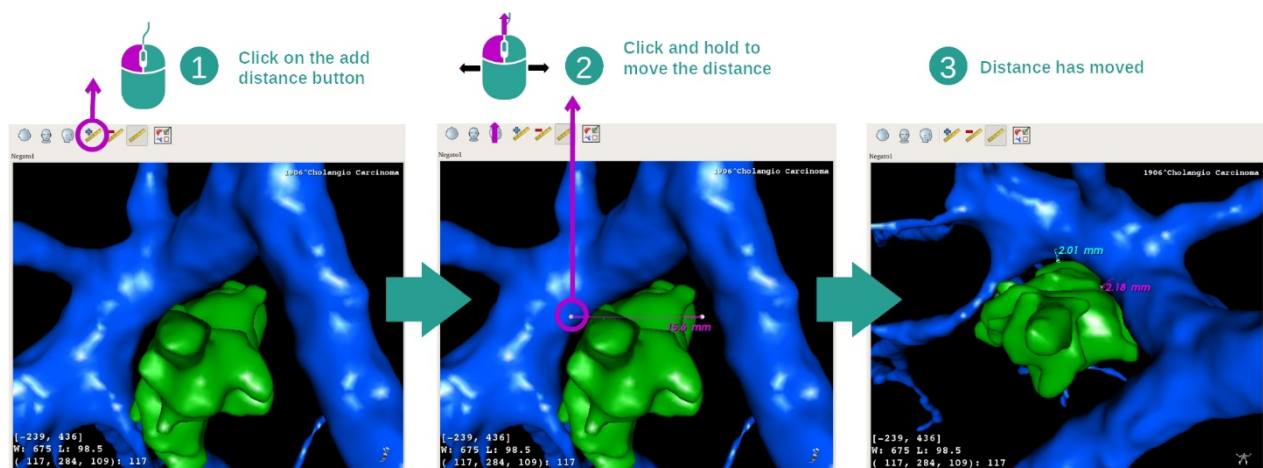 1
Click on the add
distance button
2
Click and hold to
move the distance
3
Distance has moved
Negato1
1906^Cholangio Carcinoma
[-239, 436]
W: 675 L: 98.5
( 117, 284, 109): 117
Negato1
1906^Cholangio Carcinoma
15.6 mm
[-239, 436]
W: 675 L: 98.5
( 117, 284, 109): 117
Negato1
1906^Cholangio Carcinoma
2.01 mm
2.18 mm
[-239, 436]
W: 675 L: 98.5
( 117, 284, 109): 117